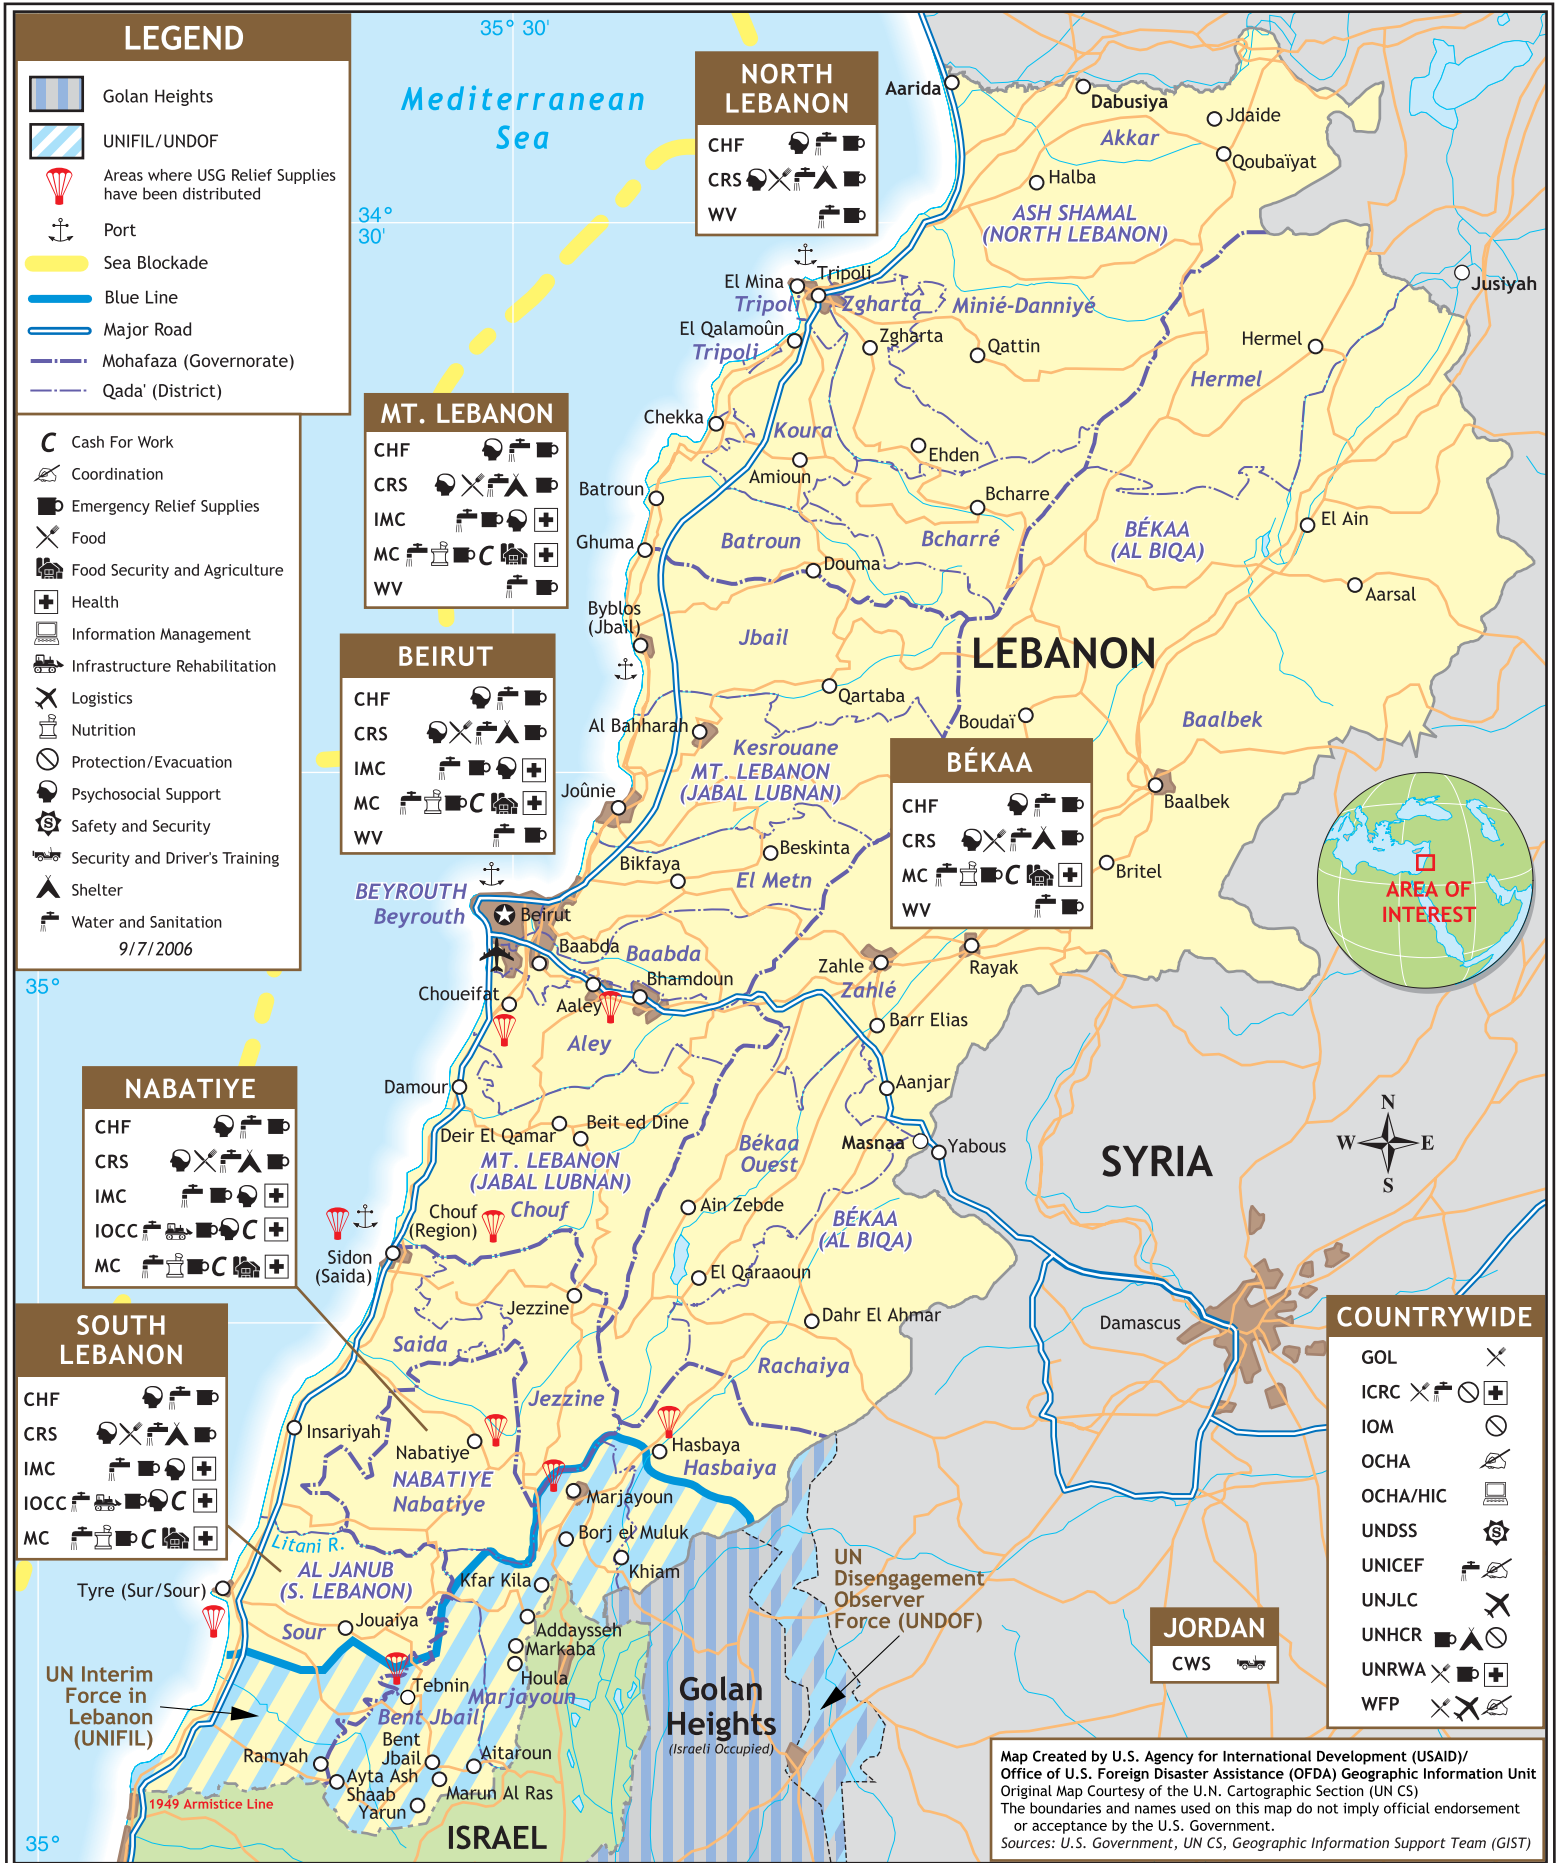 LEGEND
Golan Heights
UNIFIL/UNDOF
Areas where USG Relief Supplies
have been distributed
Port
Sea Blockade
Blue Line
Major Road
Mohafaza (Governorate)
Qada' (District)
C Cash For Work
Coordination
Emergency Relief Supplies
Food
Food Security and Agriculture
Health
Information Management
Infrastructure Rehabilitation
Logistics
Nutrition
Protection/Evacuation
Psychosocial Support
S Safety and Security
Security and Driver's Training
Shelter
Water and Sanitation
9/7/2006
35° 30'
34°
30'
35°
35°
Mediterranean
Sea
NORTH
LEBANON
CHF
CRS
WV
MT. LEBANON
CHF
CRS
IMC
MC C
WV
BEIRUT
CHF
CRS
IMC
MC C
WV
BÉKAA
CHF
CRS
MC C
WV
NABATIYE
CHF
CRS
IMC
IOCC C
MC C
SOUTH
LEBANON
CHF
CRS
IMC
IOCC C
MC C
Aarida
Dabusiya
Jdaide
Akkar
Qoubaïyat
Halba
ASH SHAMAL
(NORTH LEBANON)
Jusiyah
El Mina
Tripoli
Tripoli
Zgharta
Minié-Danniyé
El Qalamoûn
Tripoli
Zgharta
Qattin
Hermel
Hermel
Chekka
Koura
Ehden
Amioun
Batroun
Bcharre
El Ain
Ghuma
Batroun
Bcharré
BÉKAA
(AL BIQA)
Douma
Aarsal
Byblos
(Jbail)
Jbail
LEBANON
Qartaba
Al Bahharah
Boudaï
Baalbek
Kesrouane
MT. LEBANON
(JABAL LUBNAN)
Joûnie
Baalbek
Beskinta
Bikfaya
El Metn
Britel
BEYROUTH
Beyrouth
Beirut
Baabda
Baabda
Bhamdoun
Zahle
Rayak
Zahlé
Choueifat
Aaley
Barr Elias
Aley
Damour
Aanjar
Deir El Qamar
Beit ed Dine
Masnaa
Yabous
Békaa
Ouest
MT. LEBANON
(JABAL LUBNAN)
SYRIA
Chouf
(Region)
Chouf
Ain Zebde
BÉKAA
(AL BIQA)
Sidon
(Saida)
El Qaraaoun
Jezzine
Dahr El Ahmar
Damascus
Saida
Rachaiya
Jezzine
Insariyah
Nabatiye
Hasbaya
Hasbaiya
NABATIYE
Nabatiye
Marjayoun
Litani R.
Borj el Muluk
AL JANUB
(S. LEBANON)
Khiam
Kfar Kila
Tyre (Sur/Sour)
Jouaiya
Sour
Addaysseh
Markaba
Houla
Tebnin
Marjayoun
Bent Jbail
UN Interim
Force in
Lebanon
(UNIFIL)
UN
Disengagement
Observer
Force (UNDOF)
Golan
Heights
(Israeli Occupied)
Ramyah
Bent
Jbail
Aitaroun
Ayta Ash
Shaab
Marun Al Ras
Yarun
1949 Armistice Line
ISRAEL
AREA OF
INTEREST
N
W E
S
COUNTRYWIDE
GOL
ICRC
IOM
OCHA
OCHA/HIC
UNDSS S
UNICEF
UNJLC
UNHCR
UNRWA
WFP
JORDAN
CWS
Map Created by U.S. Agency for International Development (USAID)/
Office of U.S. Foreign Disaster Assistance (OFDA) Geographic Information Unit
Original Map Courtesy of the U.N. Cartographic Section (UN CS)
The boundaries and names used on this map do not imply official endorsement
or acceptance by the U.S. Government.
Sources: U.S. Government, UN CS, Geographic Information Support Team (GIST)